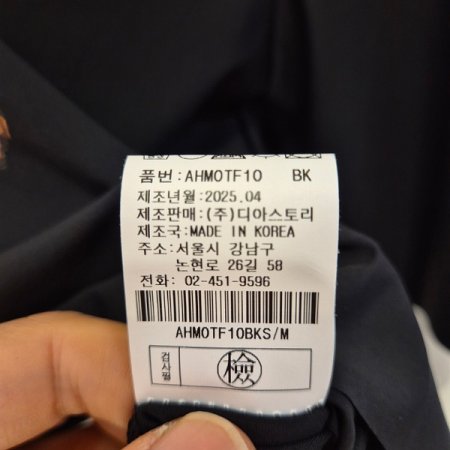 품번:AHMOTF10 BK
제조년월:2025.04
제조판매:(주)디아스토리
제조국:MADE IN KOREA
주소:서울시 강남구
논현로 26길 58
전화: 02-451-9596
AHMOTF10BKS/M
검사필
檢